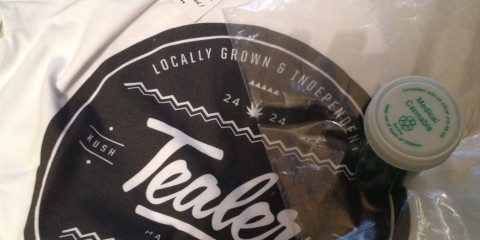 LOCALLY GROWN & INDEPENDEN
24 24
KUSH
Tealer
Medical
Cannabis